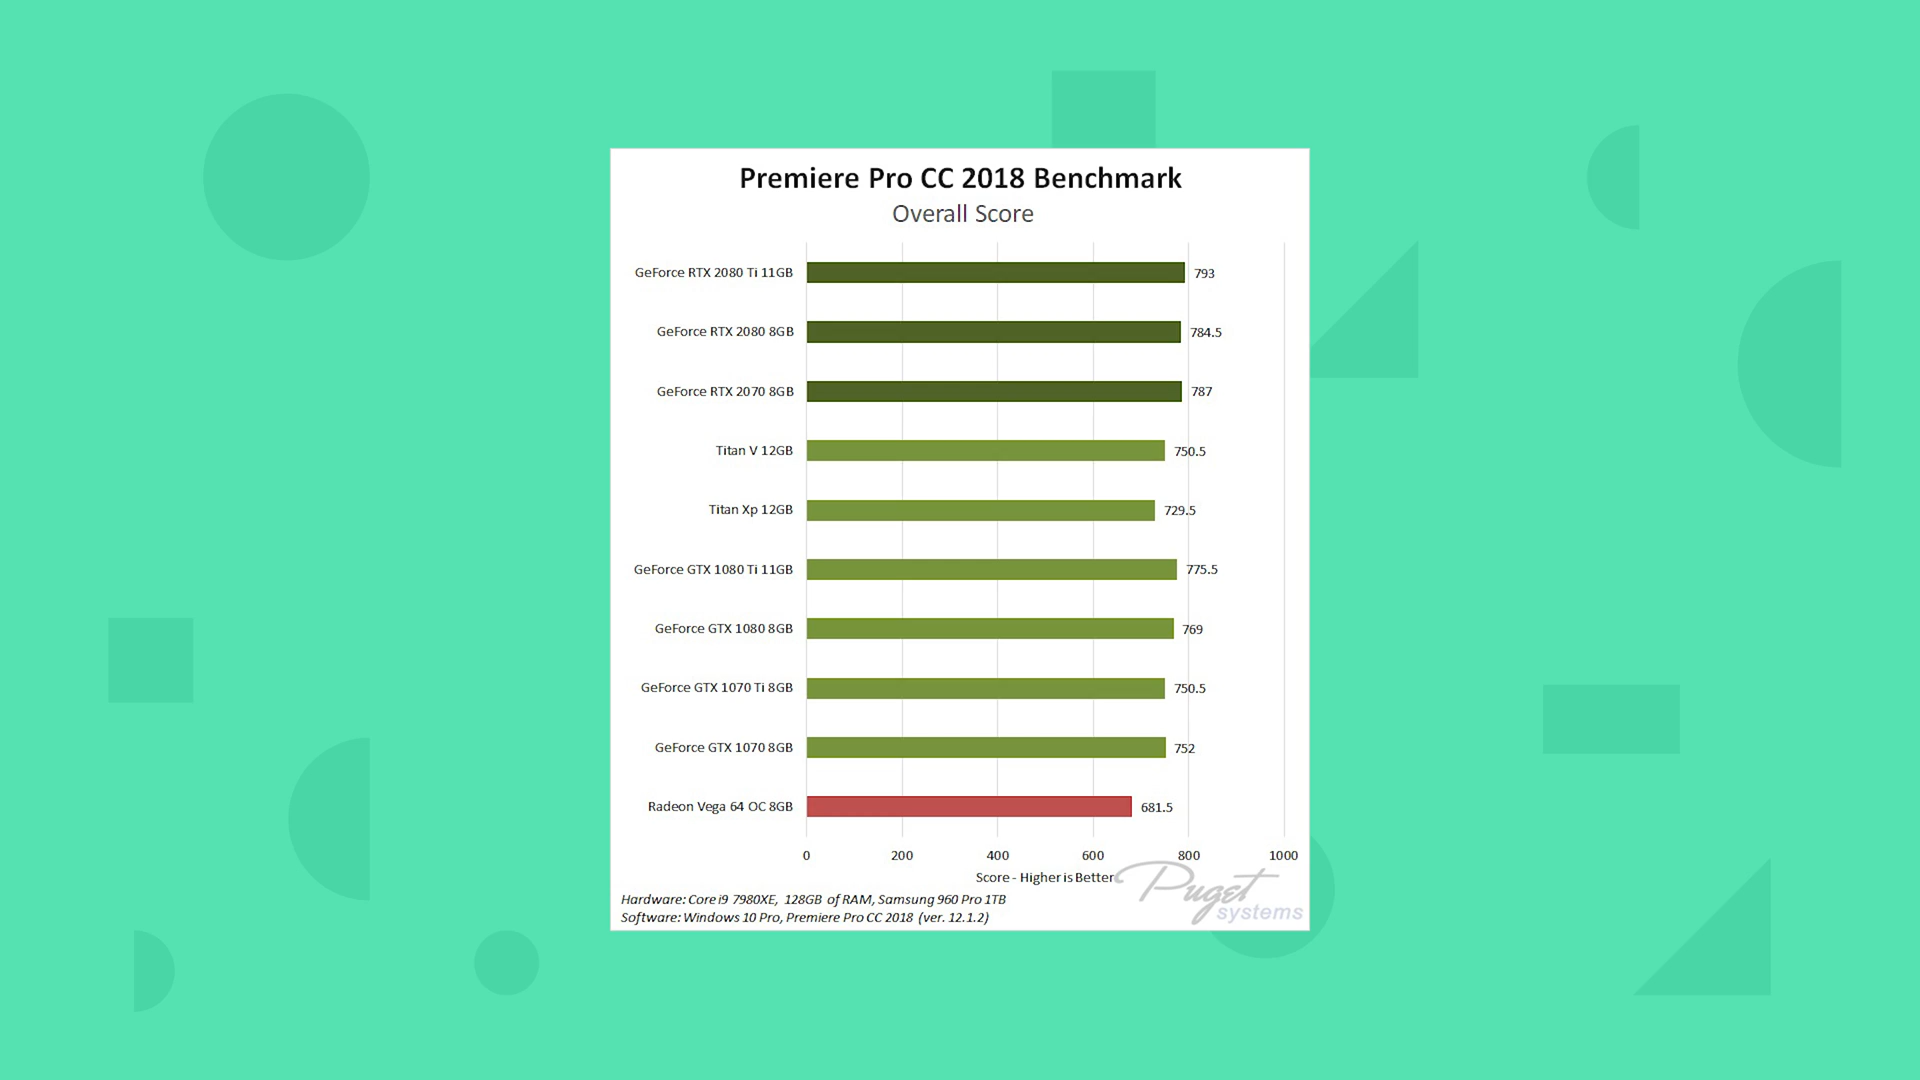 Premiere Pro CC 2018 Benchmark
Overall Score
GeForce RTX 2080 Ti 11GB 793
GeForce RTX 2080 8GB 784.5
GeForce RTX 2070 8GB 787
Titan V 12GB 750.5
Titan Xp 12GB 729.5
GeForce GTX 1080 Ti 11GB 775.5
GeForce GTX 1080 8GB 769
GeForce GTX 1070 Ti 8GB 750.5
GeForce GTX 1070 8GB 752
Radeon Vega 64 OC 8GB 681.5
0 200 400 600 800 1000
Score - Higher is Better
Hardware: Core i9 7980XE, 128GB of RAM, Samsung 960 Pro 1TB
Software: Windows 10 Pro, Premiere Pro CC 2018 (ver. 12.1.2)
Puget
systems